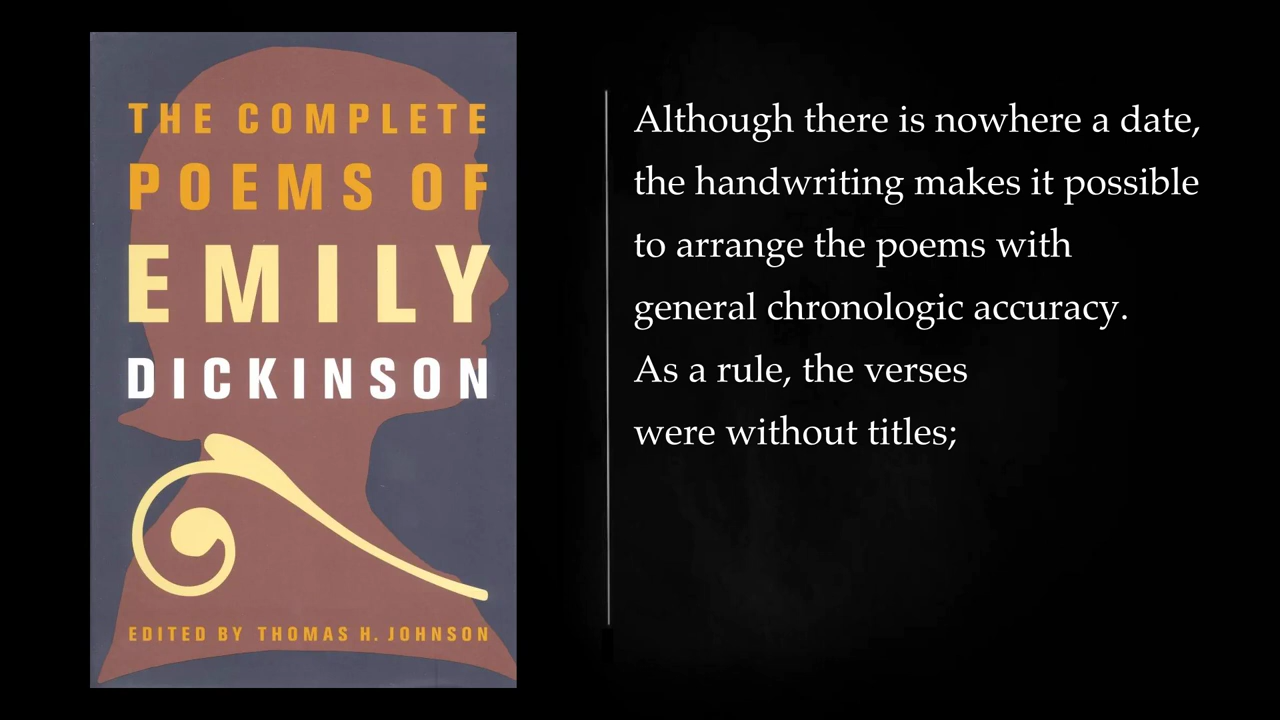 THE COMPLETE
POEMS OF
EMILY
DICKINSON
EDITED BY THOMAS H. JOHNSON
Although there is nowhere a date,
the handwriting makes it possible
to arrange the poems with
general chronologic accuracy.
As a rule, the verses
were without titles;